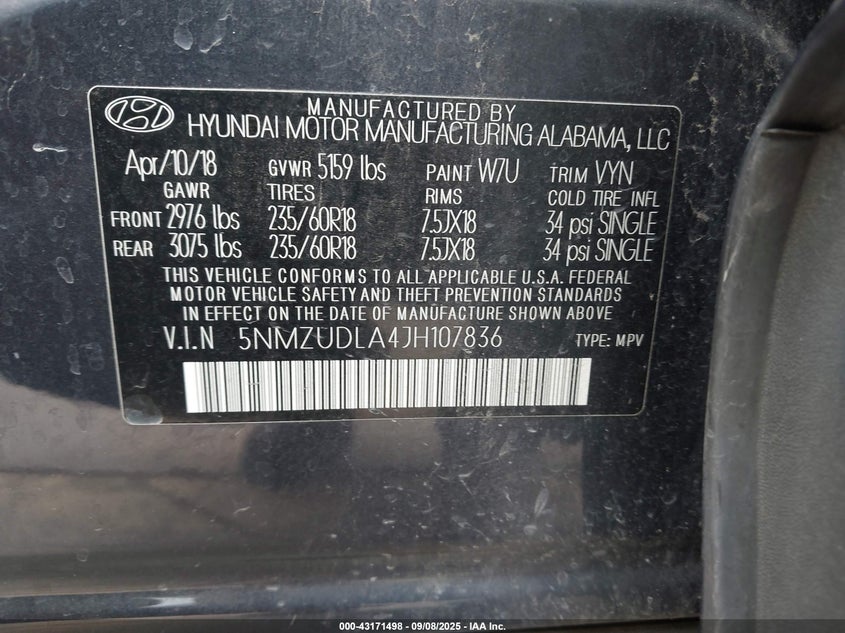 MANUFACTURED BY
HYUNDAI MOTOR MANUFACTURING ALABAMA, LLC
Apr/10/18 GVWR 5159 lbs PAINT W7U TRIM VYN
GAWR TIRES RIMS COLD TIRE INFL
FRONT 2976 lbs 235/60R18 7.5JX18 34 psi SINGLE
REAR 3075 lbs 235/60R18 7.5JX18 34 psi SINGLE
THIS VEHICLE CONFORMS TO ALL APPLICABLE U.S.A. FEDERAL
MOTOR VEHICLE SAFETY AND THEFT PREVENTION STANDARDS
IN EFFECT ON THE DATE OF MANUFACTURE SHOWN ABOVE
V.I.N 5NMZUDLA4JH107836 TYPE: MPV
000-43171498 - 09/08/2025 - IAA Inc.